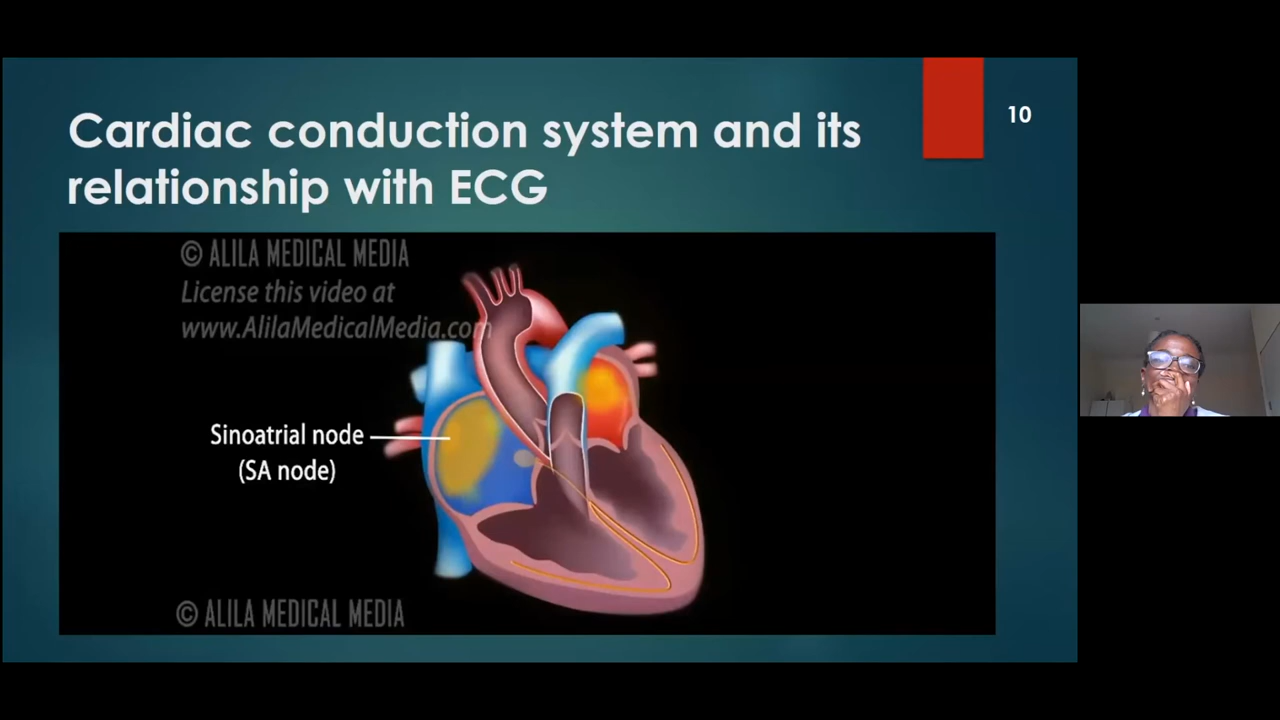 Cardiac conduction system and its
relationship with ECG
10
© ALILA MEDICAL MEDIA
License this video at
www.AlilaMedicalMedia.com
Sinoatrial node
(SA node)
© ALILA MEDICAL MEDIA